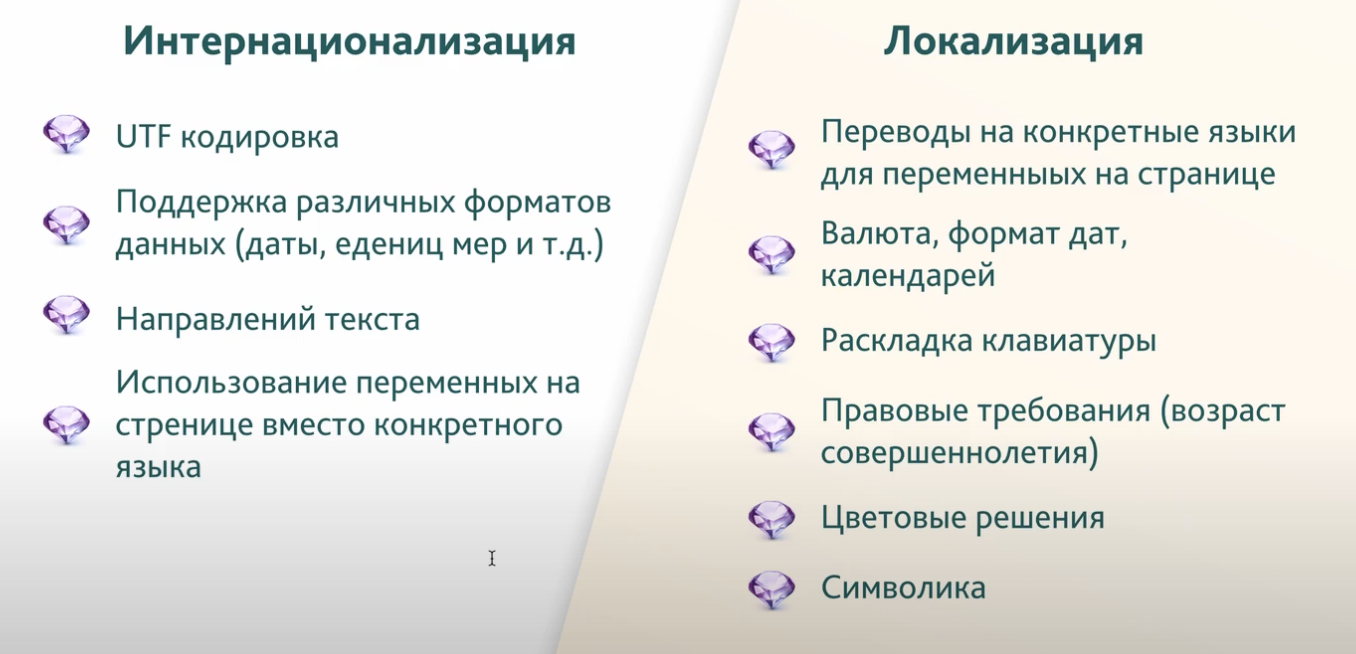 Интернационализация
UTF кодировка
Поддержка различных форматов
данных (даты, едениц мер и т.д.)
Направлений текста
Использование переменных на
стренице вместо конкретного
языка
Локализация
Переводы на конкретные языки
для переменныых на странице
Валюта, формат дат,
календарей
Раскладка клавиатуры
Правовые требования (возраст
совершеннолетия)
Цветовые решения
Символика